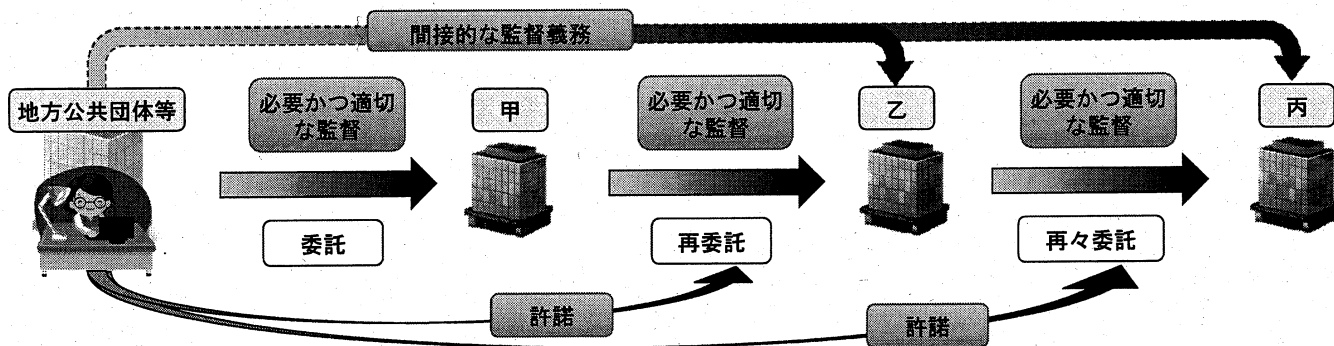 間接的な監督義務
地方公共団体等
必要かつ適切
な監督
甲
必要かつ適切
な監督
乙
必要かつ適切
な監督
丙
委託
再委託
再々委託
許諾
許諾